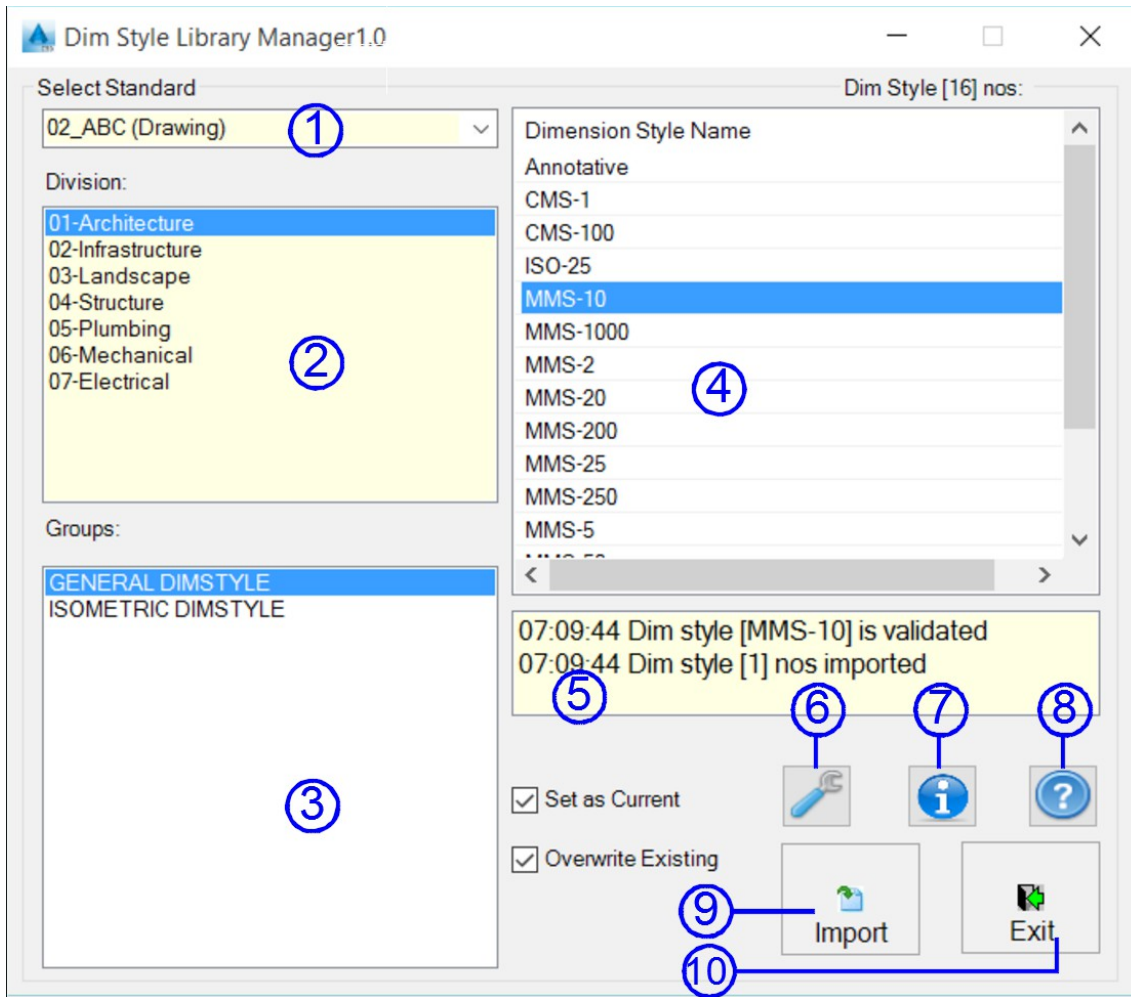 Dim Style Library Manager1.0
Select Standard
Dim Style [16] nos:
02_ABC (Drawing)
1
Division:
01-Architecture
02-Infrastructure
03-Landscape
04-Structure
05-Plumbing
06-Mechanical
07-Electrical
2
Groups:
GENERAL DIMSTYLE
ISOMETRIC DIMSTYLE
3
Dimension Style Name
Annotative
CMS-1
CMS-100
ISO-25
MMS-10
MMS-1000
MMS-2
MMS-20
MMS-200
MMS-25
MMS-250
MMS-5
4
07:09:44 Dim style [MMS-10] is validated
07:09:44 Dim style [1] nos imported
5
6
7
8
Set as Current
Overwrite Existing
9
Import
Exit
10